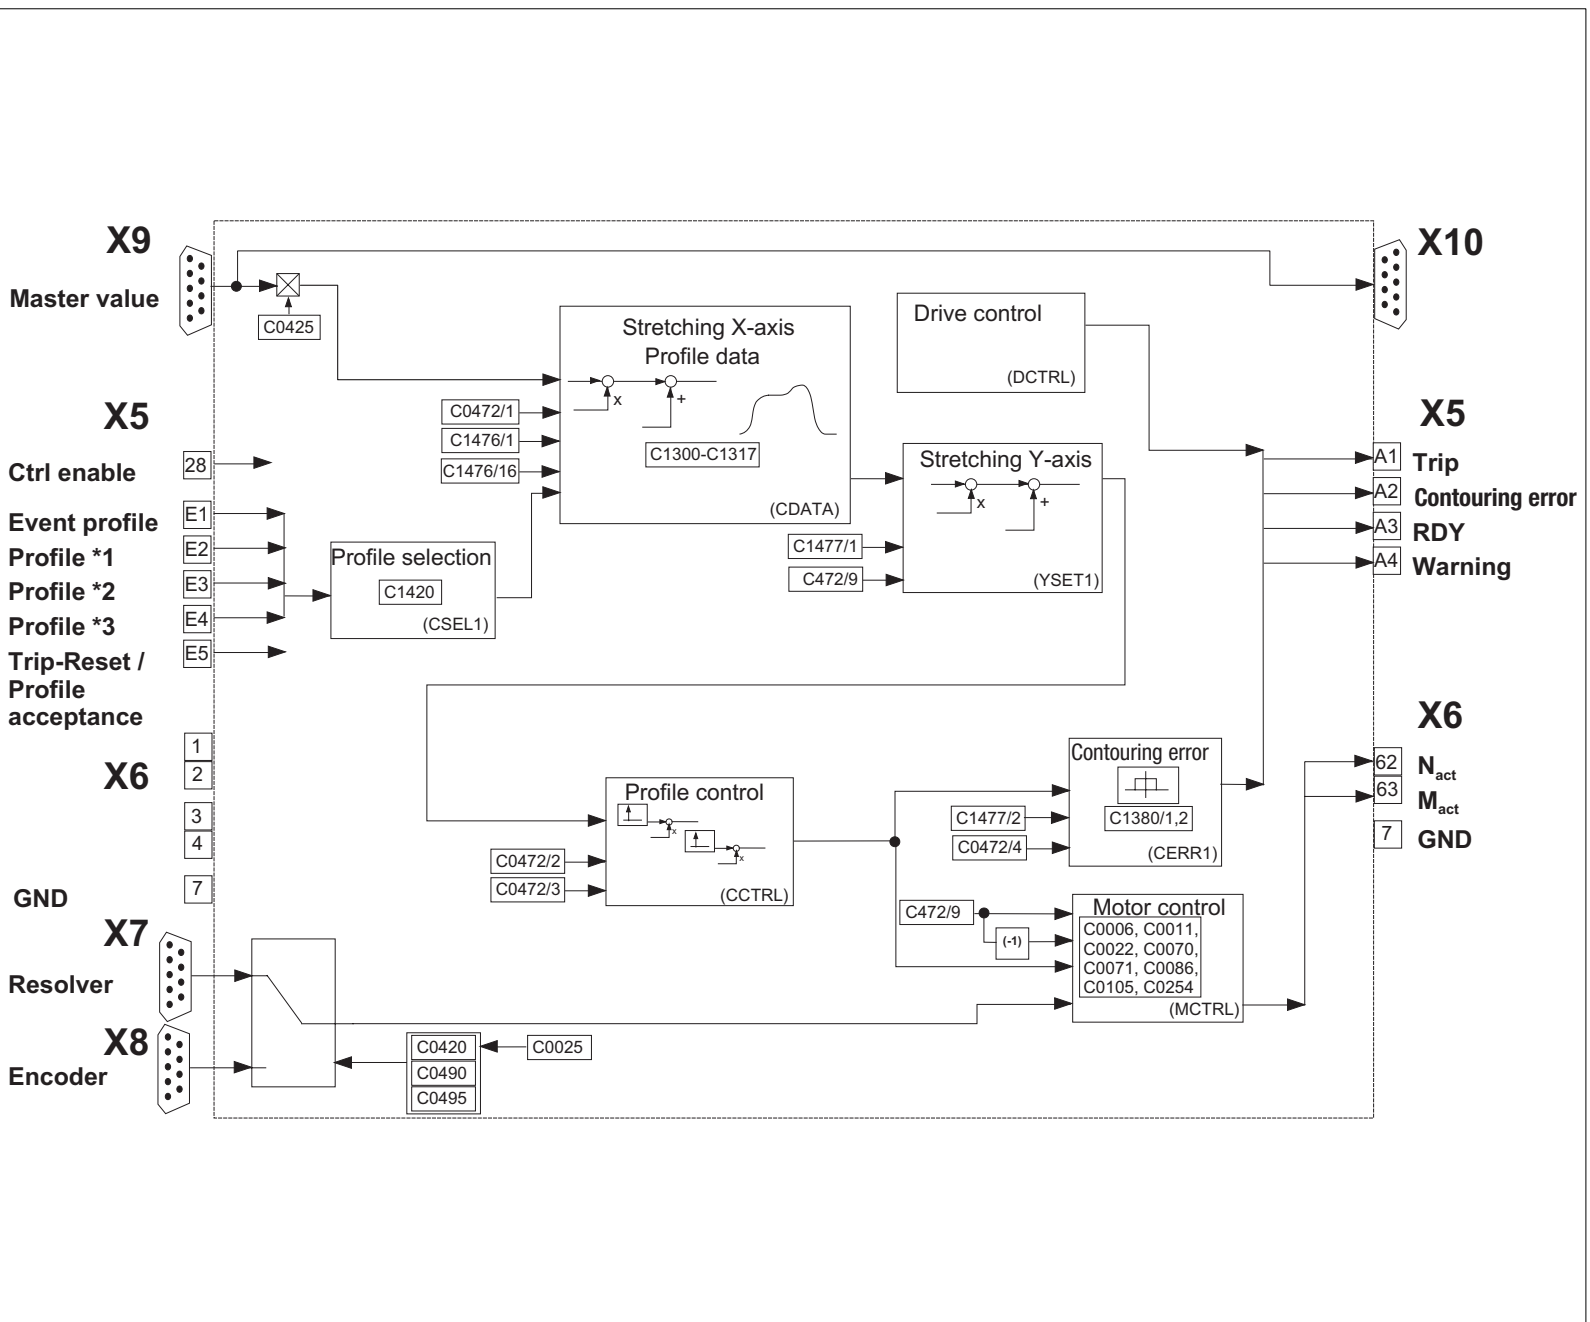 X9
Master value
C0425
X5
Ctrl enable
28
Event profile
E1
Profile *1
E2
Profile *2
E3
Profile *3
E4
Trip-Reset /
Profile
acceptance
E5
X6
1
2
3
4
GND
7
X7
Resolver
X8
Encoder
Profile selection
C1420
(CSEL1)
Stretching X-axis
Profile data
x
+
C0472/1
C1476/1
C1476/16
C1300-C1317
(CDATA)
Drive control
(DCTRL)
Stretching Y-axis
x
+
C1477/1
C472/9
(YSET1)
Profile control
x
x
C0472/2
C0472/3
(CCTRL)
Contouring error
C1477/2
C0472/4
C1380/1,2
(CERR1)
C472/9
(-1)
Motor control
C0006, C0011,
C0022, C0070,
C0071, C0086,
C0105, C0254
(MCTRL)
C0420
C0490
C0495
C0025
X10
X5
A1
Trip
A2
Contouring error
A3
RDY
A4
Warning
X6
62
Nact
63
Mact
7
GND